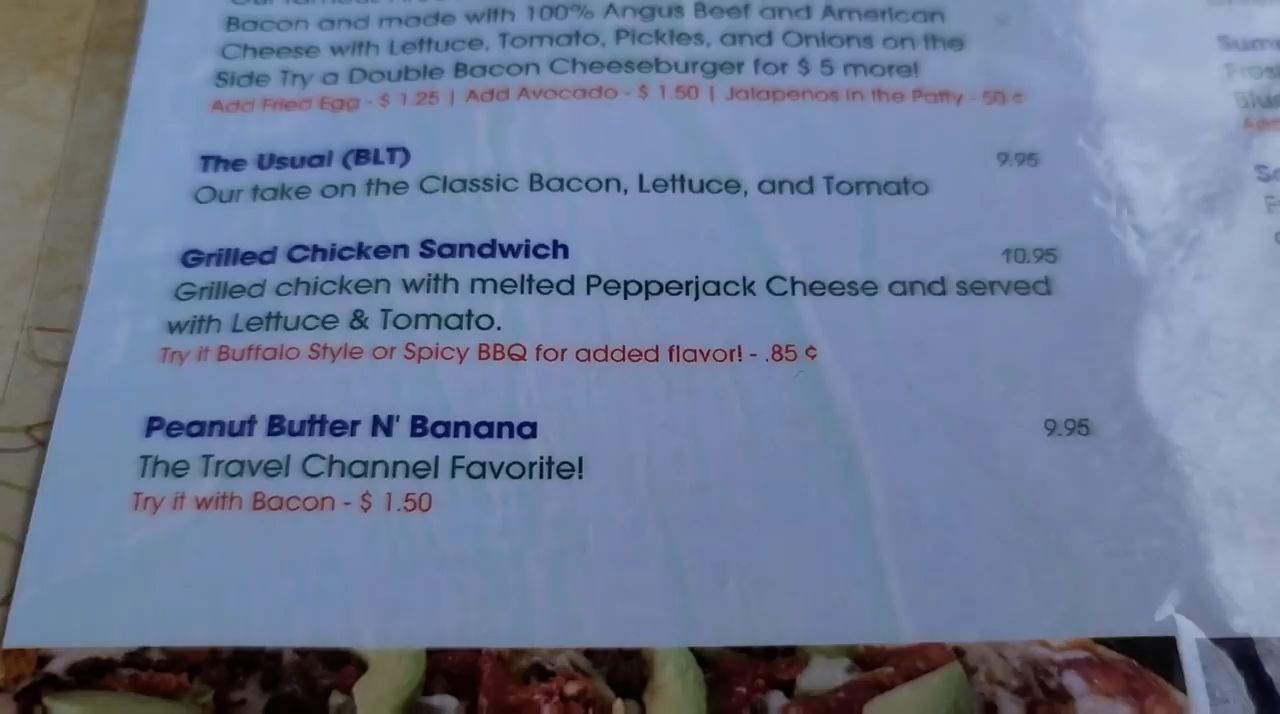 Bacon and made with 100% Angus Beef and American
Cheese with Lettuce, Tomato, Pickles, and Onions on the
Side Try a Double Bacon Cheeseburger for $ 5 more!
Add Fried Egg - $ 1.25 | Add Avocado - $ 1.50 | Jalapenos in the Patty - 50 ¢
The Usual (BLT) 9.95
Our take on the Classic Bacon, Lettuce, and Tomato
Grilled Chicken Sandwich 10.95
Grilled chicken with melted Pepperjack Cheese and served
with Lettuce & Tomato.
Try it Buffalo Style or Spicy BBQ for added flavor! - .85 ¢
Peanut Butter N' Banana 9.95
The Travel Channel Favorite!
Try it with Bacon - $ 1.50